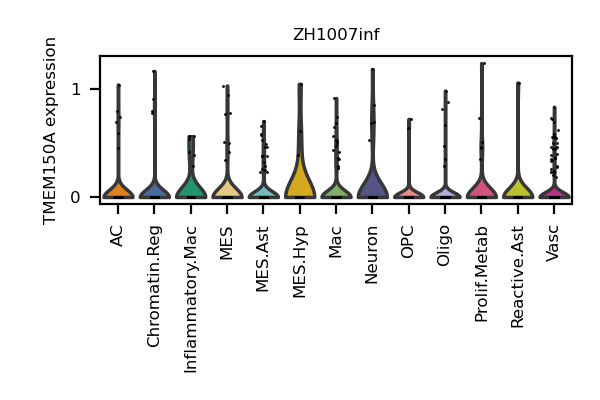 ZH1007inf
TMEM150A expression
1
0
AC
Chromatin.Reg
Inflammatory.Mac
MES
MES.Ast
MES.Hyp
Mac
Neuron
OPC
Oligo
Prolif.Metab
Reactive.Ast
Vasc